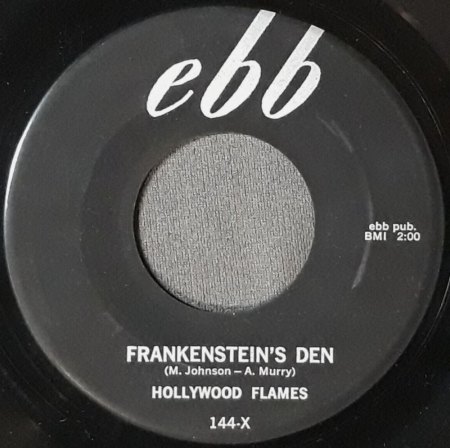 ebb
ebb pub.
BMI 2:00
FRANKENSTEIN'S DEN
(M. Johnson – A. Murry)
HOLLYWOOD FLAMES
144-X